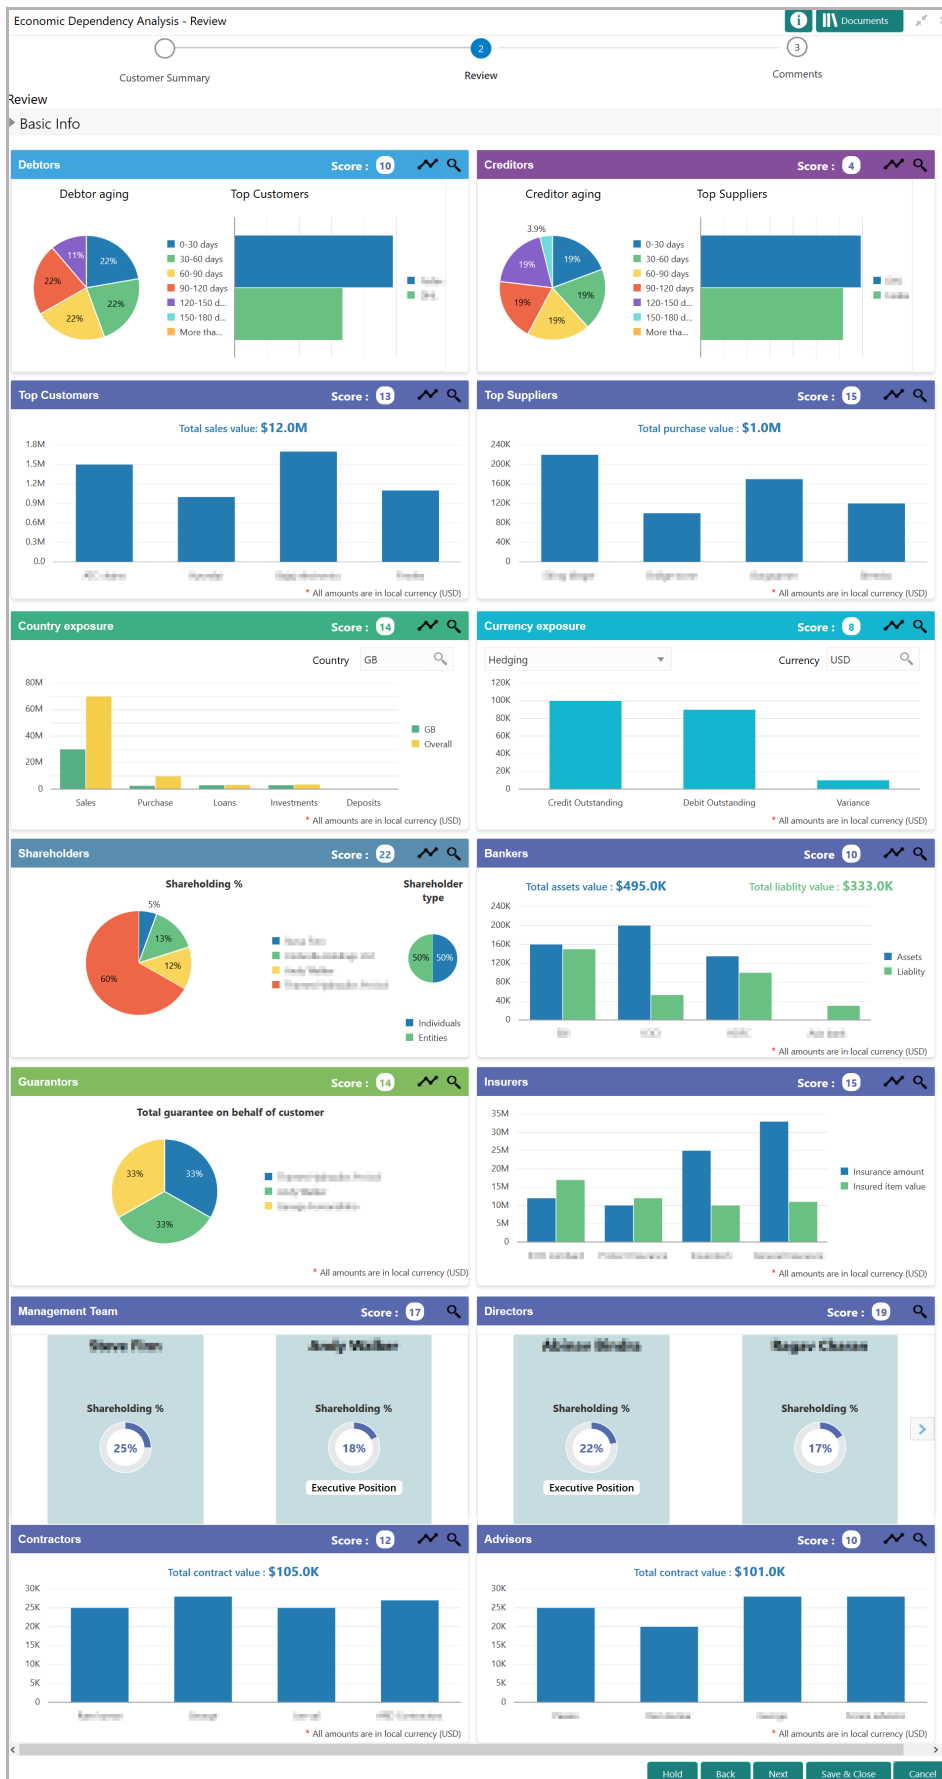 Economic Dependency Analysis - Review
i Documents
2 3
Customer Summary Review Comments
Review
Basic Info
Debtors Score : 10
Debtor aging Top Customers
22%
22%
22%
22%
11%
0-30 days
30-60 days
60-90 days
90-120 days
120-150 d...
150-180 d...
More tha...
Creditors Score : 4
Creditor aging Top Suppliers
3.9%
19%
19%
19%
19%
19%
0-30 days
30-60 days
60-90 days
90-120 days
120-150 d...
150-180 d...
More tha...
Top Customers Score : 13
Total sales value: $12.0M
1.8M
1.5M
1.2M
0.9M
0.6M
0.3M
0.0
* All amounts are in local currency (USD)
Top Suppliers Score : 15
Total purchase value : $1.0M
240K
200K
160K
120K
80K
40K
0
* All amounts are in local currency (USD)
Country exposure Score : 14
Country GB
80M
60M
40M
20M
0
GB
Overall
Sales Purchase Loans Investments Deposits
* All amounts are in local currency (USD)
Currency exposure Score : 8
Hedging Currency USD
120K
100K
80K
60K
40K
20K
0
Credit Outstanding Debit Outstanding Variance
* All amounts are in local currency (USD)
Shareholders Score : 22
Shareholding % Shareholder
type
5%
13%
12%
60%
50% 50%
Individuals
Entities
Bankers Score 10
Total assets value : $495.0K Total liablity value : $333.0K
240K
200K
160K
120K
80K
40K
0
Assets
Liablity
* All amounts are in local currency (USD)
Guarantors Score : 14
Total guarantee on behalf of customer
33% 33%
33%
* All amounts are in local currency (USD)
Insurers Score : 15
35M
30M
25M
20M
15M
10M
5M
0
Insurance amount
Insured item value
* All amounts are in local currency (USD)
Management Team Score : 17
Steve Finn Andy Walker
Shareholding % Shareholding %
25% 18%
Executive Position
Directors Score : 19
Shareholding % Shareholding %
22% 17%
Executive Position
Contractors Score : 12
Total contract value : $105.0K
30K
25K
20K
15K
10K
5K
0
* All amounts are in local currency (USD)
Advisors Score : 10
Total contract value : $101.0K
30K
25K
20K
15K
10K
5K
0
* All amounts are in local currency (USD)
Hold Back Next Save & Close Cancel